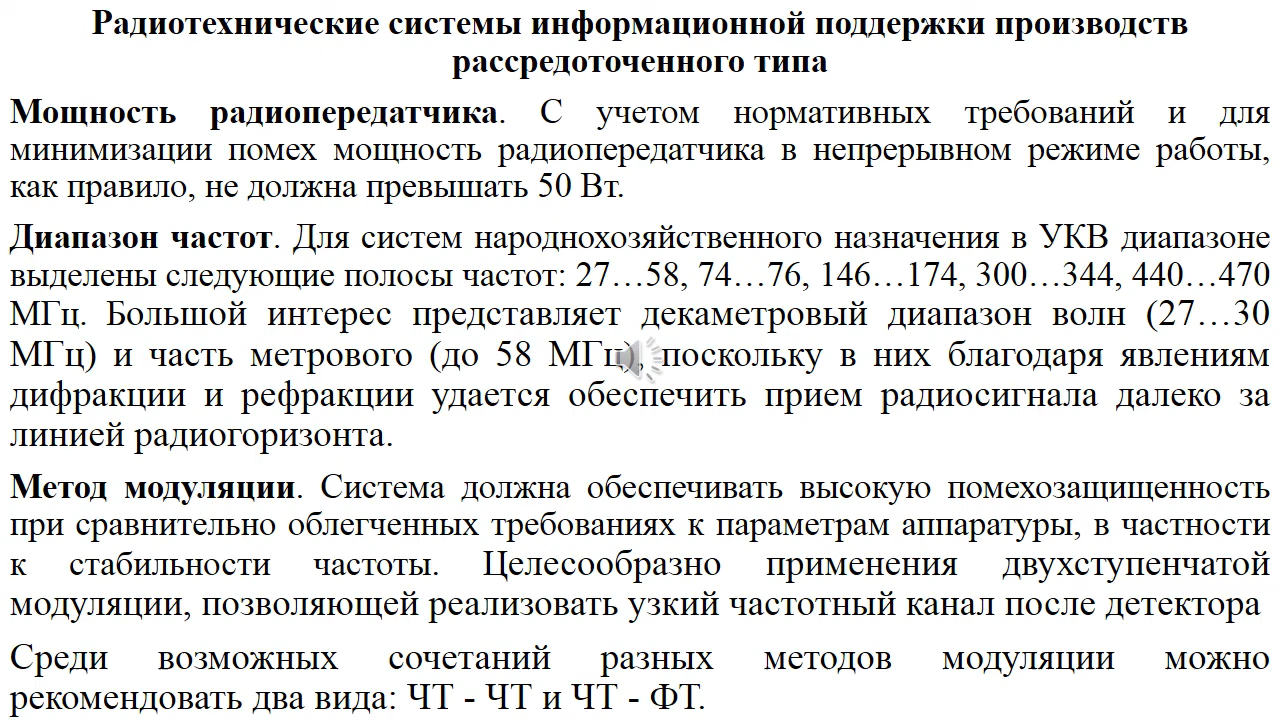 Радиотехнические системы информационной поддержки производств
рассредоточенного типа
Мощность радиопередатчика. С учетом нормативных требований и для
минимизации помех мощность радиопередатчика в непрерывном режиме работы,
как правило, не должна превышать 50 Вт.
Диапазон частот. Для систем народнохозяйственного назначения в УКВ диапазоне
выделены следующие полосы частот: 27…58, 74…76, 146…174, 300…344, 440…470
МГц. Большой интерес представляет декаметровый диапазон волн (27…30
МГц) и часть метрового (до 58 МГц), поскольку в них благодаря явлениям
дифракции и рефракции удается обеспечить прием радиосигнала далеко за
линией радиогоризонта.
Метод модуляции. Система должна обеспечивать высокую помехозащищенность
при сравнительно облегченных требованиях к параметрам аппаратуры, в частности
к стабильности частоты. Целесообразно применения двухступенчатой
модуляции, позволяющей реализовать узкий частотный канал после детектора
Среди возможных сочетаний разных методов модуляции можно
рекомендовать два вида: ЧТ - ЧТ и ЧТ - ФТ.